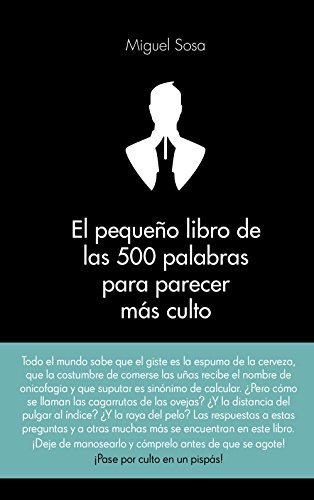 Miguel Sosa
El pequeño libro de
las 500 palabras
para parecer
más culto
Todo el mundo sabe que el giste es la espuma de la cerveza,
que la costumbre de comerse las uñas recibe el nombre de
onicofagia y que suputar es sinónimo de calcular. ¿Pero cómo
se llaman las cagarrutas de las ovejas? ¿Y la distancia del
pulgar al índice? ¿Y la raya del pelo? Las respuestas a estas
preguntas y a otras muchas más se encuentran en este libro.
¡Deje de manosearlo y cómprelo antes de que se agote!
¡Pase por culto en un pispás!